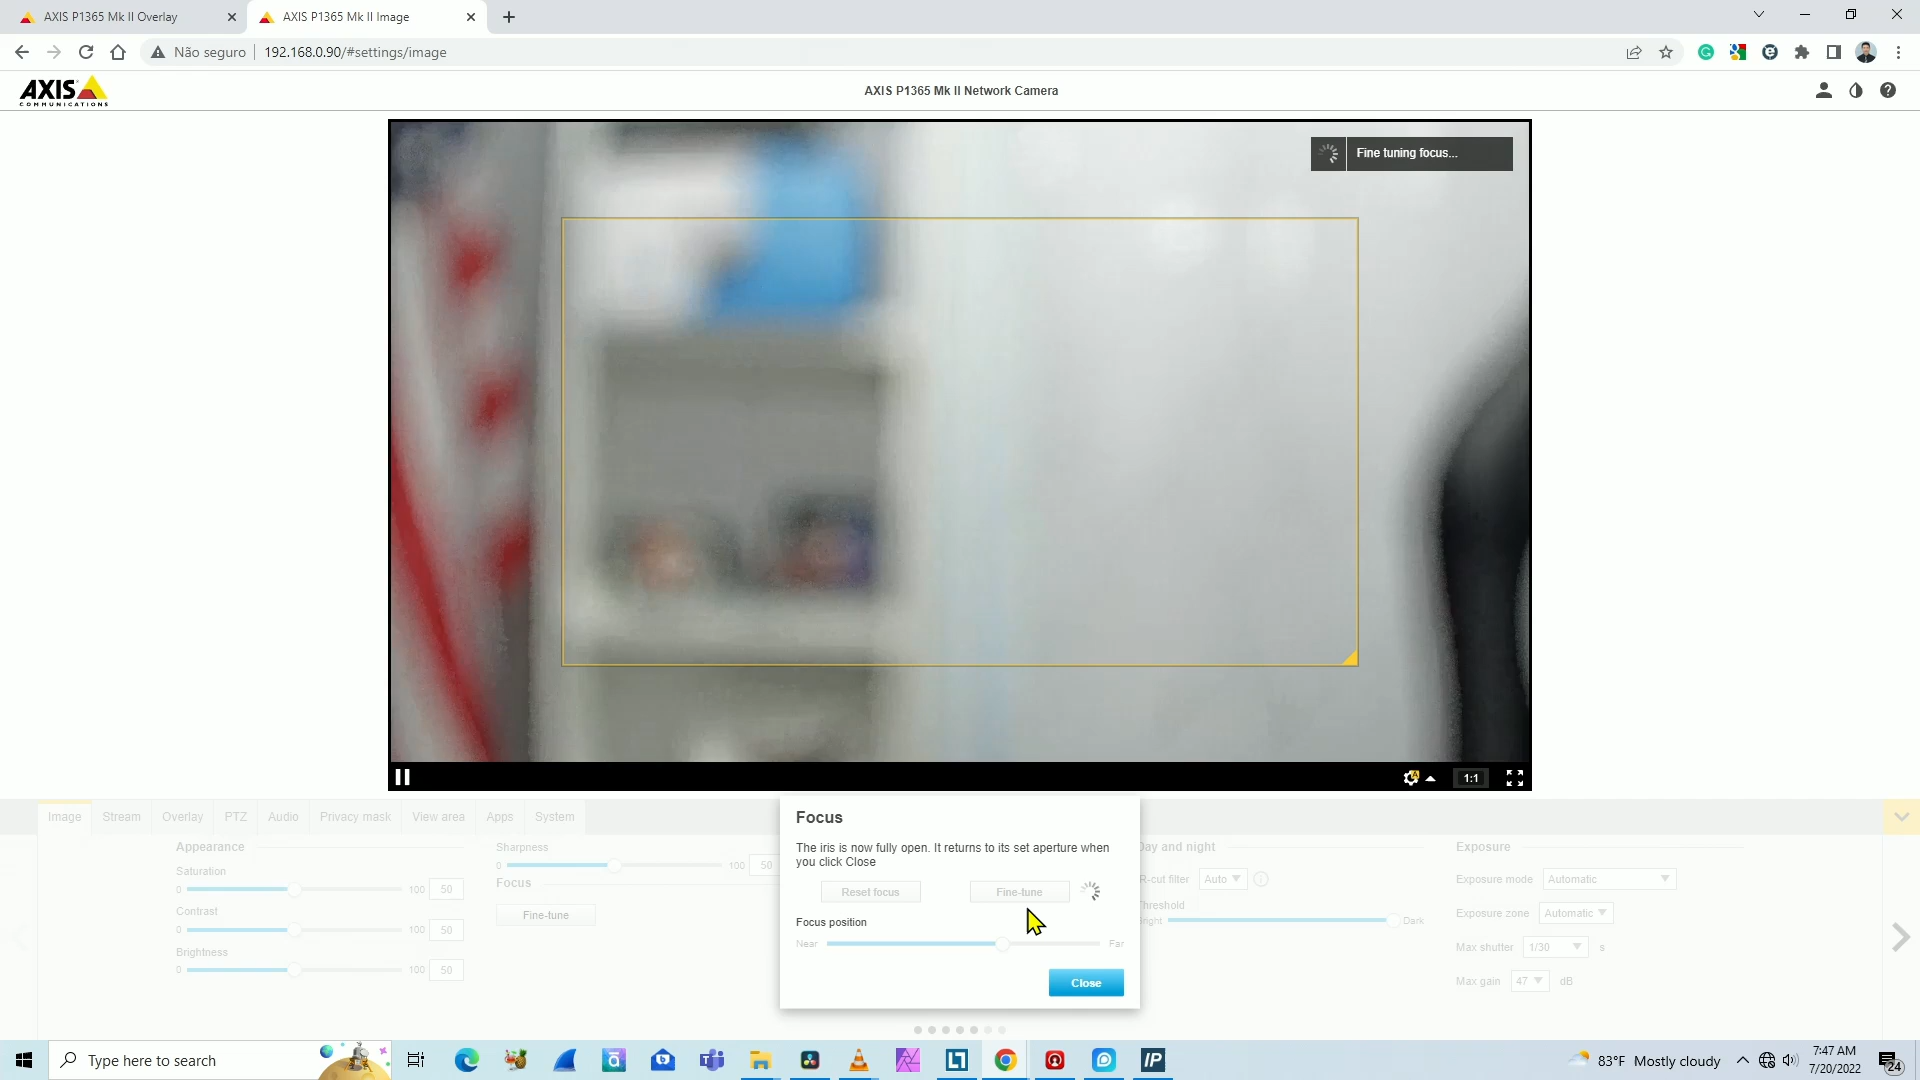 AXIS P1365 Mk II Overlay
AXIS P1365 Mk II Image
Não seguro
192.168.0.90/#settings/image
AXIS
COMMUNICATIONS
AXIS P1365 Mk II Network Camera
Fine tuning focus...
1:1
Image
Stream
Overlay
PTZ
Audio
Privacy mask
View area
Apps
System
Appearance
Saturation
0
100
50
Contrast
0
100
50
Brightness
0
100
50
Sharpness
0
100
50
Focus
Fine-tune
Focus
The iris is now fully open. It returns to its set aperture when
you click Close
Reset focus
Fine-tune
Focus position
Near
Far
Close
Day and night
R-cut filter
Auto
Threshold
Bright
Dark
Exposure
Exposure mode
Automatic
Exposure zone
Automatic
Max shutter
1/30
s
Max gain
47
dB
Type here to search
83°F Mostly cloudy
7:47 AM
7/20/2022
24